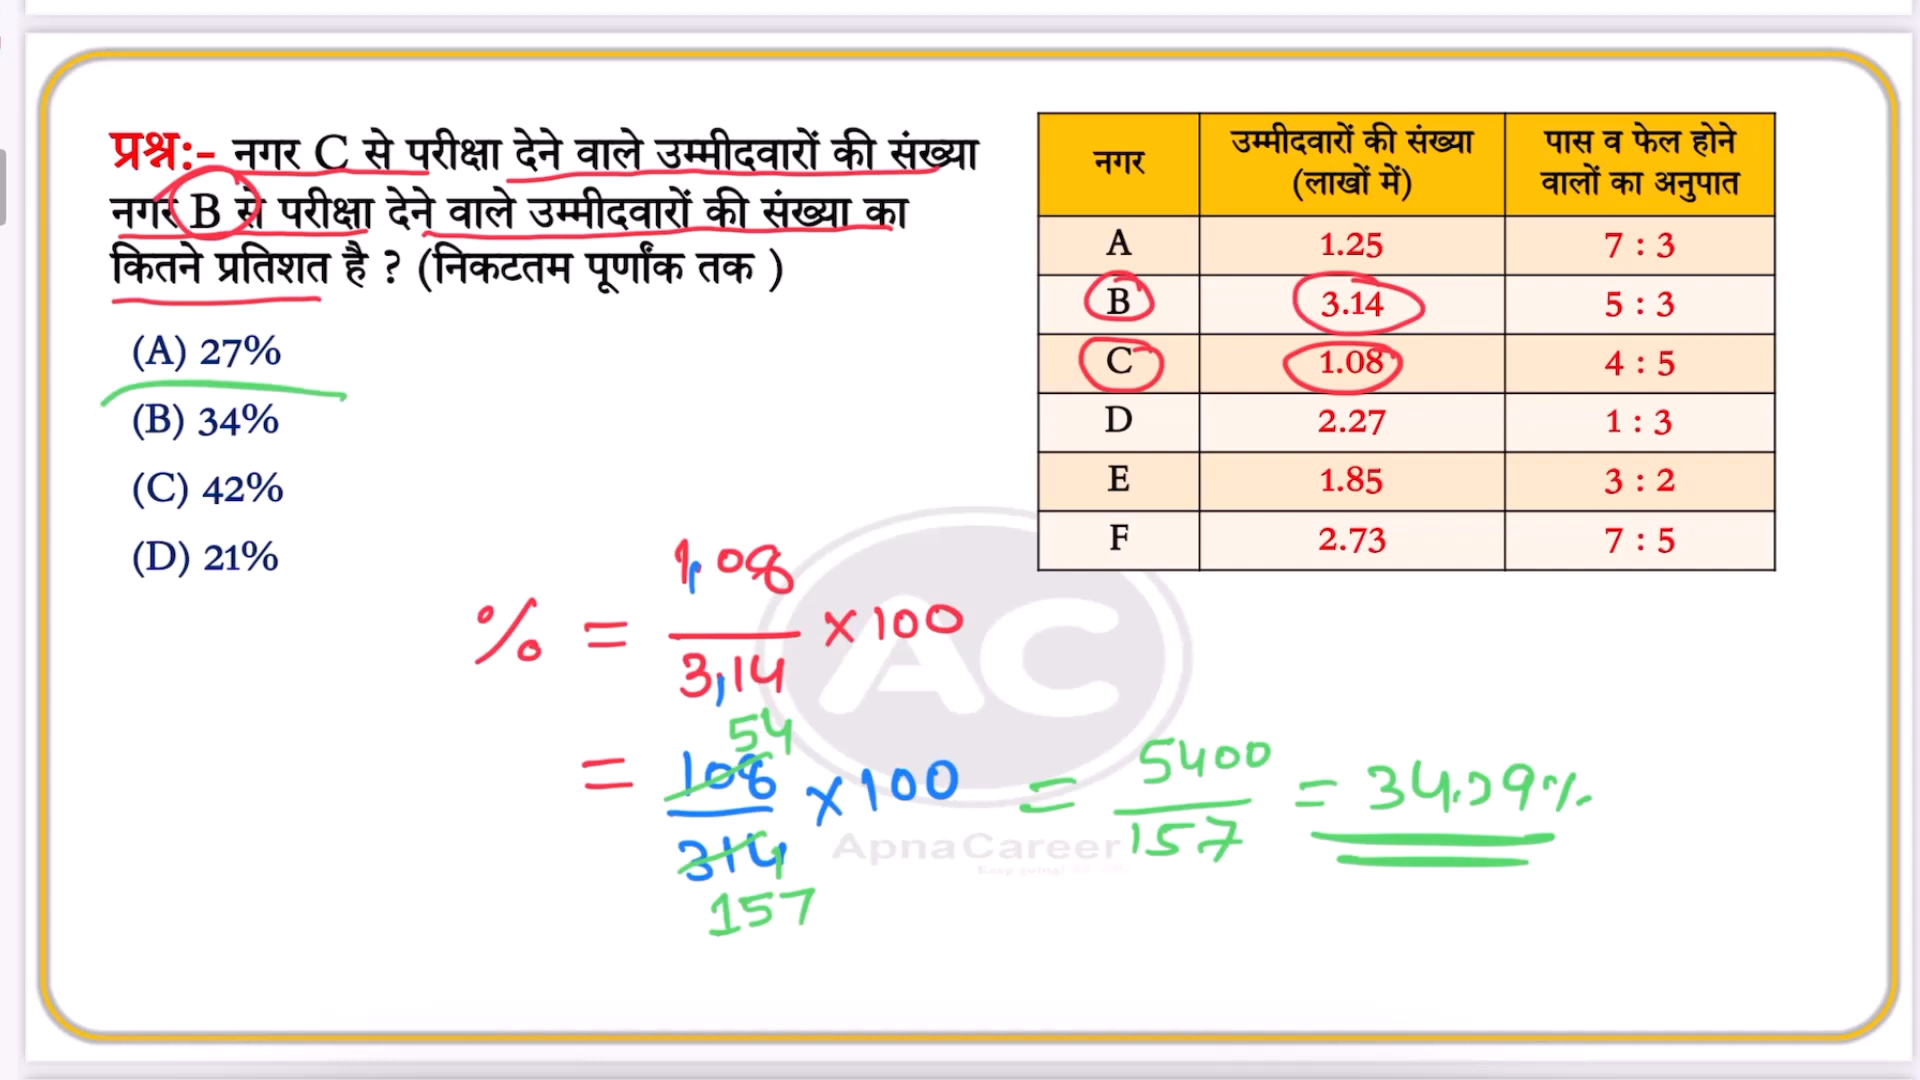 प्रश्न:- नगर C से परीक्षा देने वाले उम्मीदवारों की संख्या
नगर B से परीक्षा देने वाले उम्मीदवारों की संख्या का
कितने प्रतिशत है ? (निकटतम पूर्णांक तक )
(A) 27%
(B) 34%
(C) 42%
(D) 21%
नगर उम्मीदवारों की संख्या (लाखों में) पास व फेल होने वालों का अनुपात
A 1.25 7 : 3
B 3.14 5 : 3
C 1.08 4 : 5
D 2.27 1 : 3
E 1.85 3 : 2
F 2.73 7 : 5
% = 1.08 / 3.14 × 100
54
= 108 / 314 × 100 = 5400 / 157 = 34.39%
157
AC
ApnaCareer